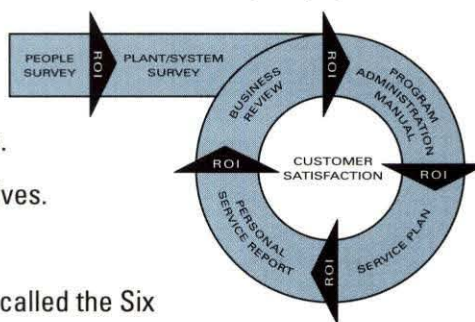 PEOPLE
SURVEY
ROI
PLANT/SYSTEM
SURVEY
BUSINESS
REVIEW
ROI
PROGRAM
ADMINISTRATION
MANUAL
ROI
CUSTOMER
SATISFACTION
ROI
SERVICE PLAN
ROI
PERSONAL
SERVICE REPORT
.
ves.
called the Six